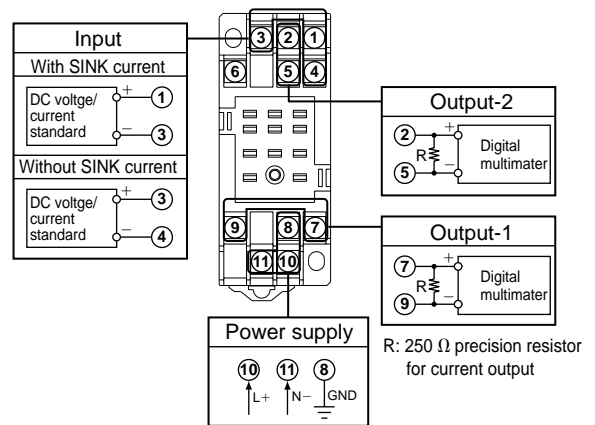 Input
With SINK current
DC voltge/
current
standard
+
1
−
3
Without SINK current
DC voltge/
current
standard
+
3
−
4
3
2
1
6
5
4
9
8
7
11
10
Output-2
2
+
R
5
−
Digital
multimater
Output-1
7
+
R
9
−
Digital
multimater
R: 250 Ω precision resistor
for current output
Power supply
10 11 8
L+ N− GND